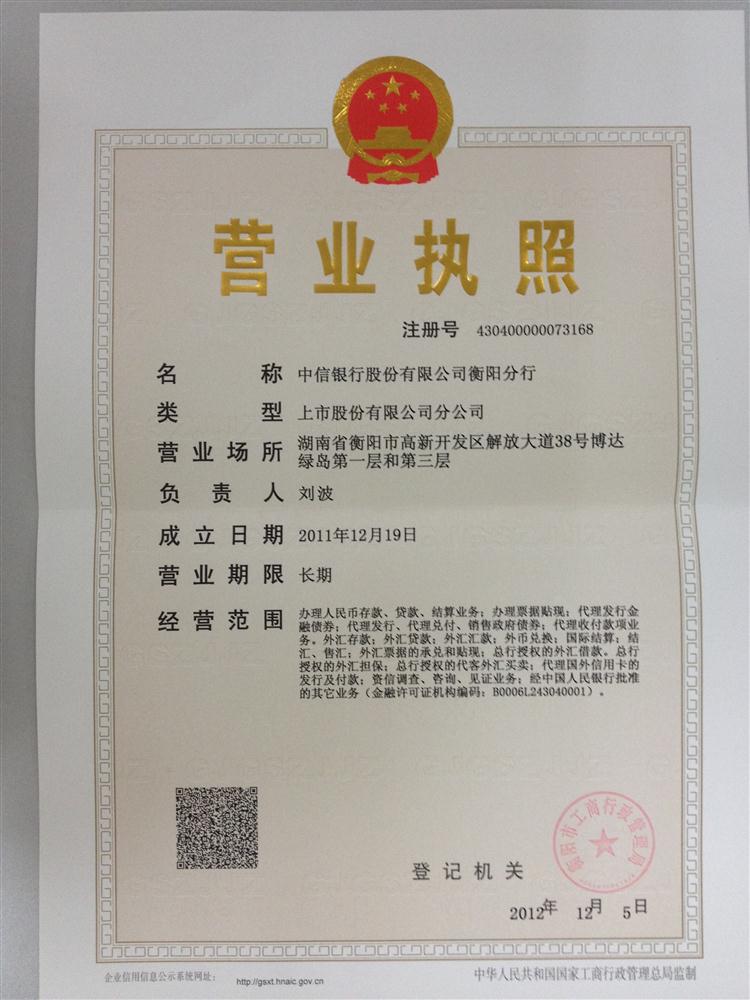 营业执照
注册号 430400000073168
名称 中信银行股份有限公司衡阳分行
类型 上市股份有限公司分公司
营业场所 湖南省衡阳市高新开发区解放大道38号博达
绿岛第一层和第三层
负责人 刘波
成立日期 2011年12月19日
营业期限 长期
经营范围 办理人民币存款、贷款、结算业务；办理票据贴现；代理发行金
融债券；代理发行、代理兑付、销售政府债券；代理收付款项业
务。外汇存款；外汇贷款；外汇汇款；外币兑换；国际结算；结
汇、售汇；外汇票据的承兑和贴现；总行授权的外汇借款。总行
授权的外汇担保；总行授权的代客外汇买卖；代理国外信用卡的
发行及付款；资信调查、咨询、见证业务；经中国人民银行批准
的其它业务（金融许可证机构编码：B0006L243040001）。
衡阳市工商行政管理局
登记机关
2012年 12月 5日
企业信用信息公示系统网址： http://gsxt.hnaic.gov.cn
中华人民共和国国家工商行政管理总局监制